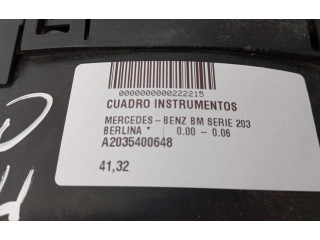 0000000000222215
CUADRO INSTRUMENTOS
MERCEDES-BENZ BM SERIE 203
BERLINA * 0.00 - 0.06
A2035400648
41,32